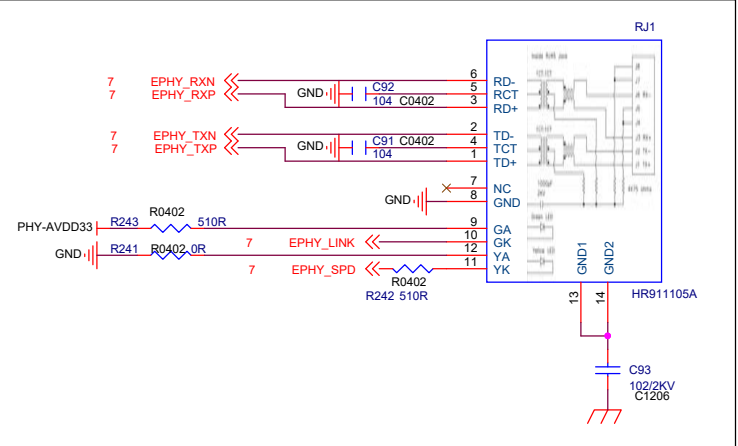 RJ1
7 EPHY_RXN 6 RD-
GND C92 5 RCT
7 EPHY_RXP 104 C0402 3 RD+
7 EPHY_TXN 2 TD-
GND C91 C0402 4 TCT
7 EPHY_TXP 104 1 TD+
7 NC
GND 8 GND
PHY-AVDD33 R243 R0402 510R 9 GA
7 EPHY_LINK 10 GK
GND R241 R0402 0R 12 YA
7 EPHY_SPD 11 YK
R0402
R242 510R
GND1 GND2
13 14
HR911105A
C93
102/2KV
C1206